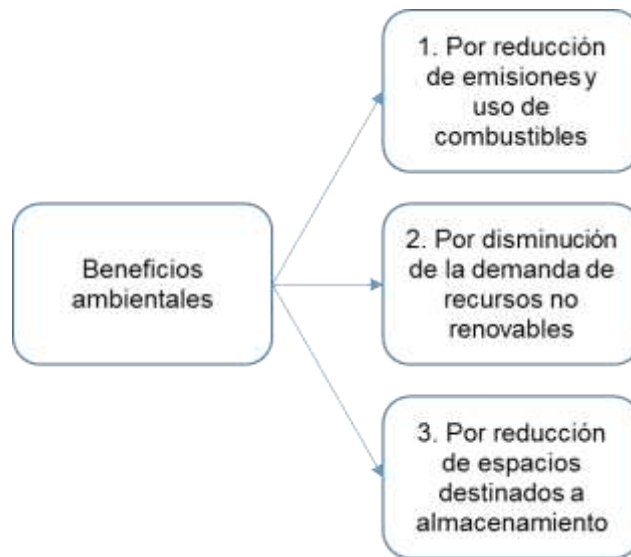 Beneficios
ambientales
1. Por reducción
de emisiones y
uso de
combustibles
2. Por disminución
de la demanda de
recursos no
renovables
3. Por reducción
de espacios
destinados a
almacenamiento